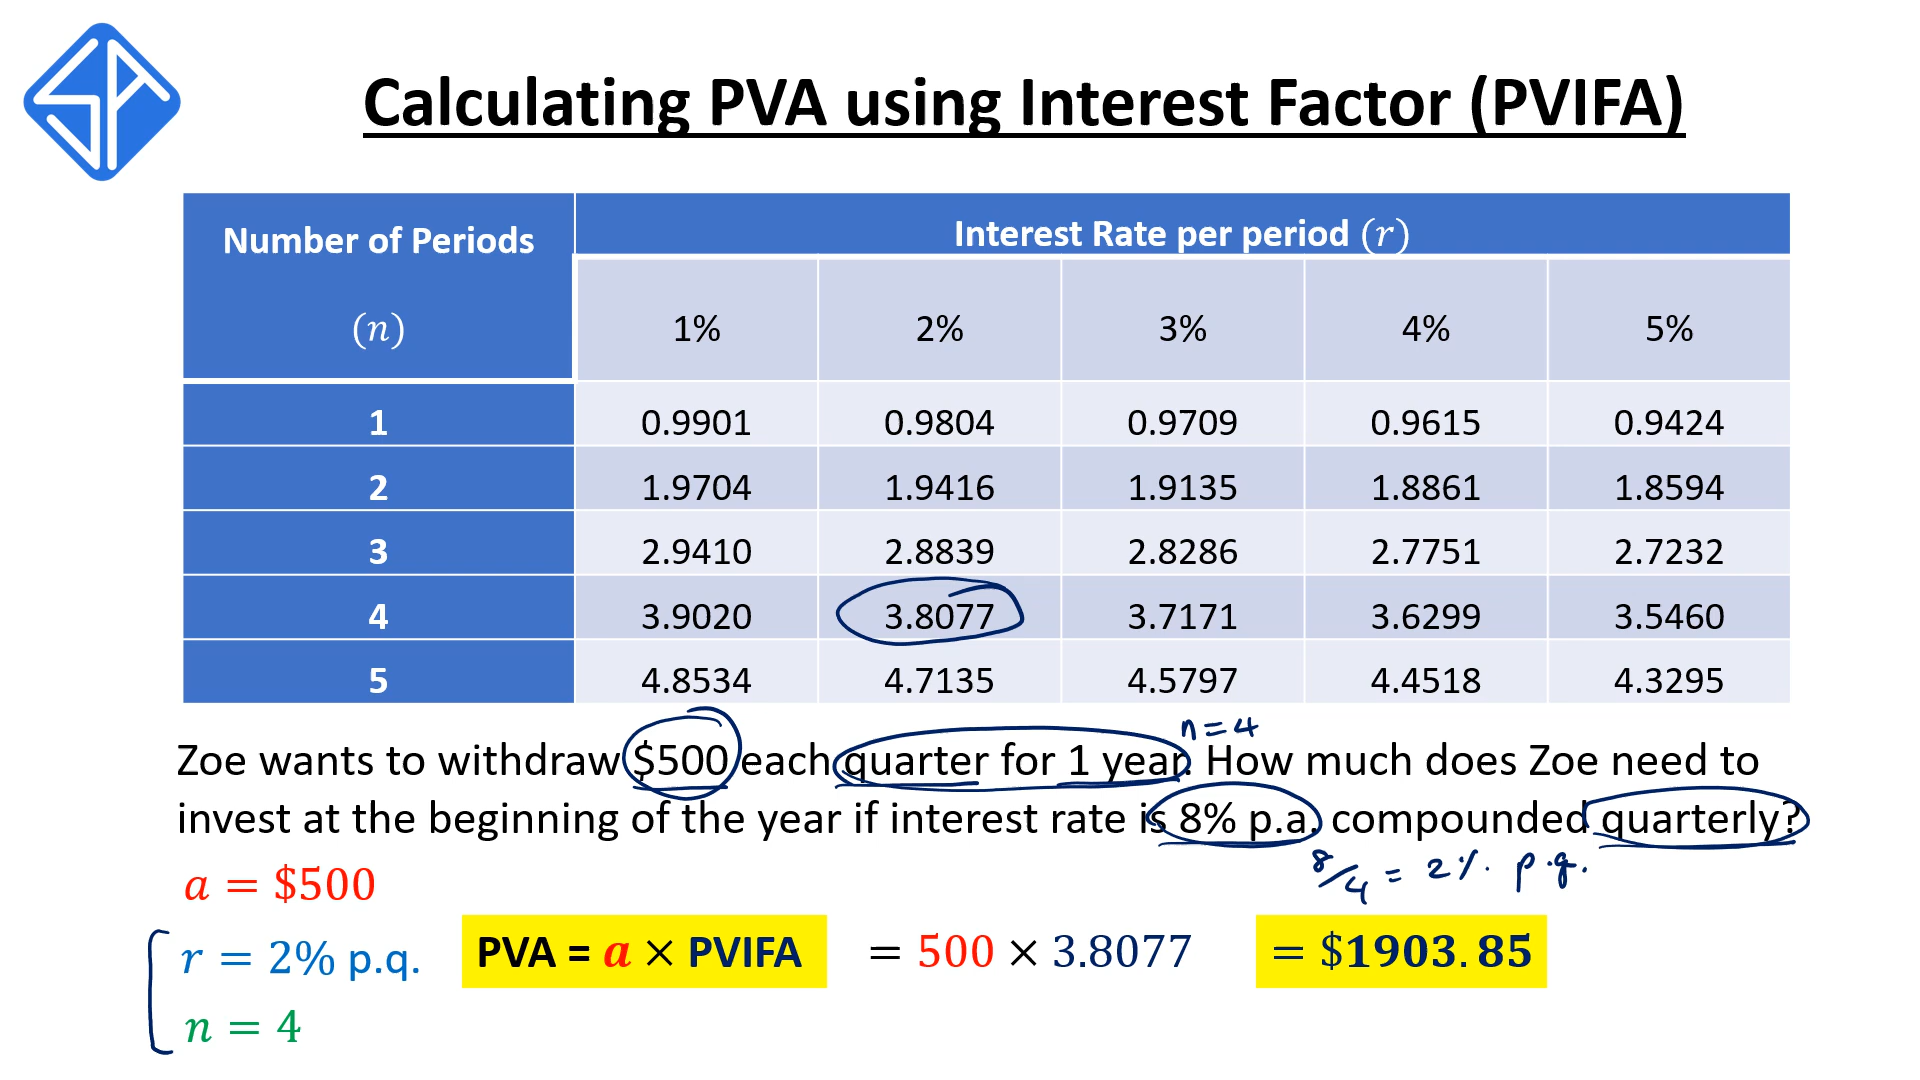 Calculating PVA using Interest Factor (PVIFA)
Number of Periods Interest Rate per period (r)
(n) 1% 2% 3% 4% 5%
1 0.9901 0.9804 0.9709 0.9615 0.9424
2 1.9704 1.9416 1.9135 1.8861 1.8594
3 2.9410 2.8839 2.8286 2.7751 2.7232
4 3.9020 3.8077 3.7171 3.6299 3.5460
5 4.8534 4.7135 4.5797 4.4518 4.3295
n=4
Zoe wants to withdraw $500 each quarter for 1 year. How much does Zoe need to
invest at the beginning of the year if interest rate is 8% p.a. compounded quarterly?
8/4 = 2% p.q.
a = $500
r = 2% p.q. PVA = a × PVIFA = 500 × 3.8077 = $1903.85
n = 4